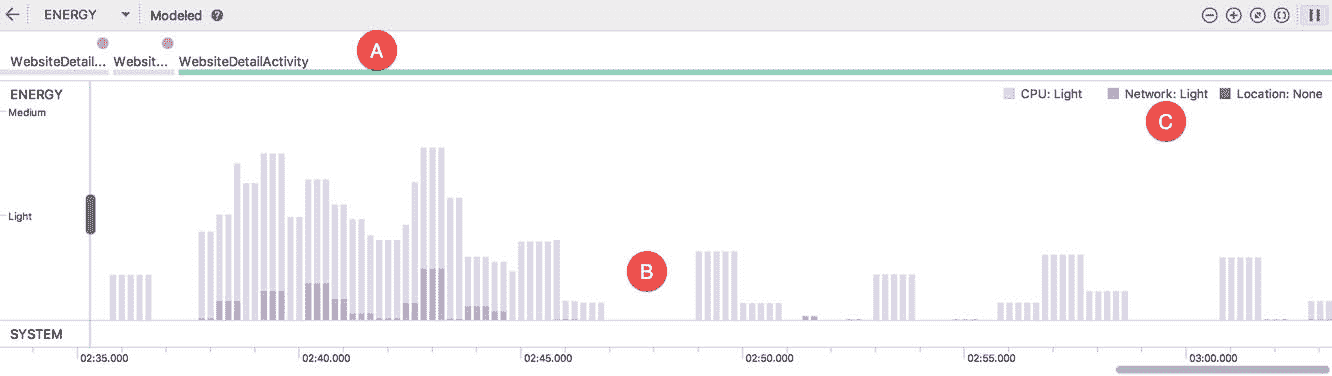 ENERGY Modeled ?
A
WebsiteDetail... Websit... WebsiteDetailActivity
ENERGY CPU: Light Network: Light Location: None
Medium
C
Light
B
SYSTEM
02:35.000 02:40.000 02:45.000 02:50.000 02:55.000 03:00.000